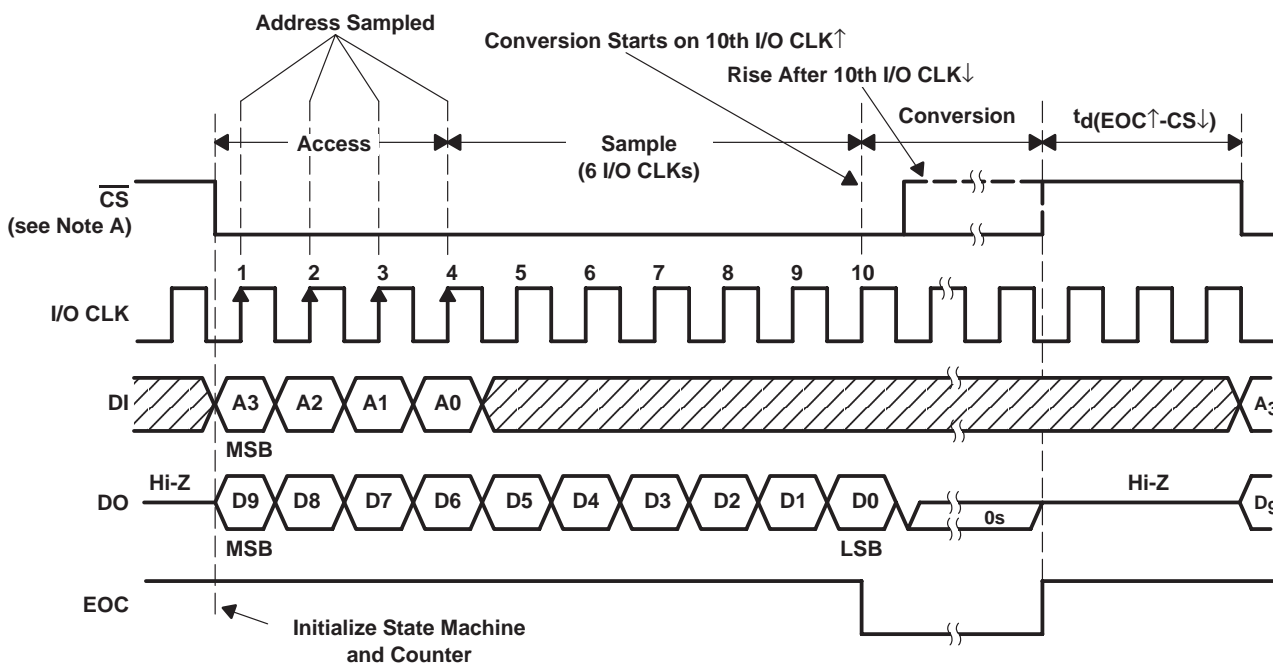 Address Sampled
Conversion Starts on 10th I/O CLK↑
Rise After 10th I/O CLK↓
Access
Sample
(6 I/O CLKs)
Conversion
td(EOC↑-CS↓)
CS
(see Note A)
1 2 3 4 5 6 7 8 9 10
I/O CLK
DI A3 A2 A1 A0 A3
MSB
Hi-Z Hi-Z
DO D9 D8 D7 D6 D5 D4 D3 D2 D1 D0 0s D9
MSB LSB
EOC
Initialize State Machine
and Counter